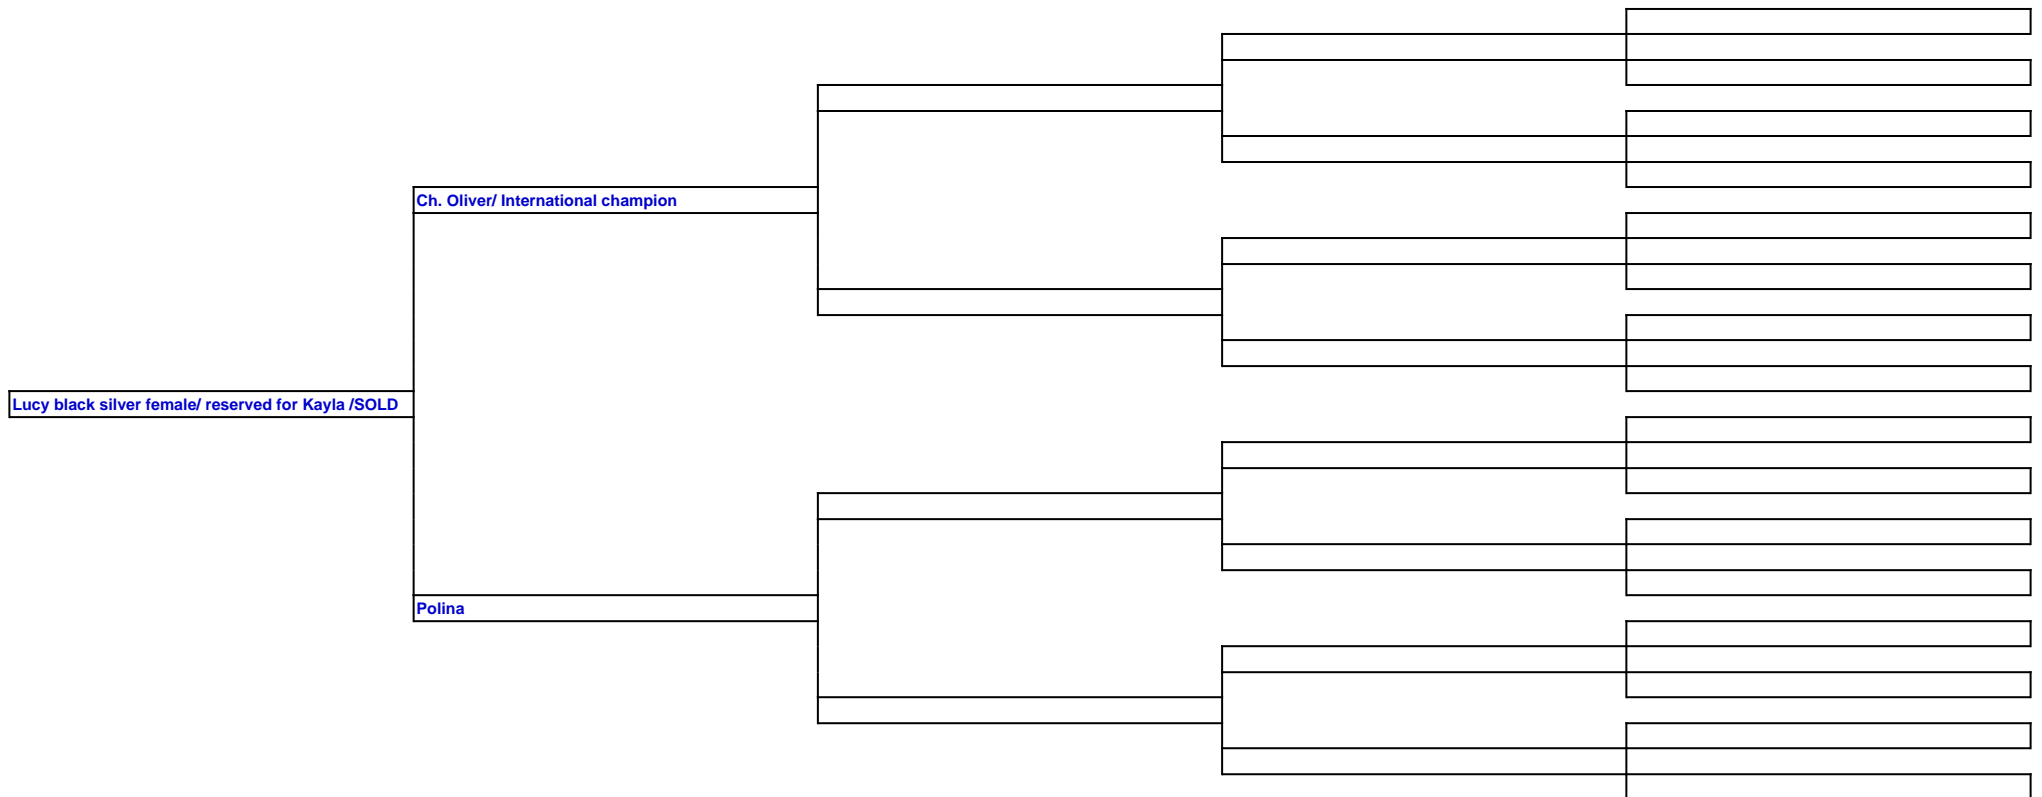 Ch. Oliver/ International champion
Lucy black silver female/ reserved for Kayla /SOLD
Polina